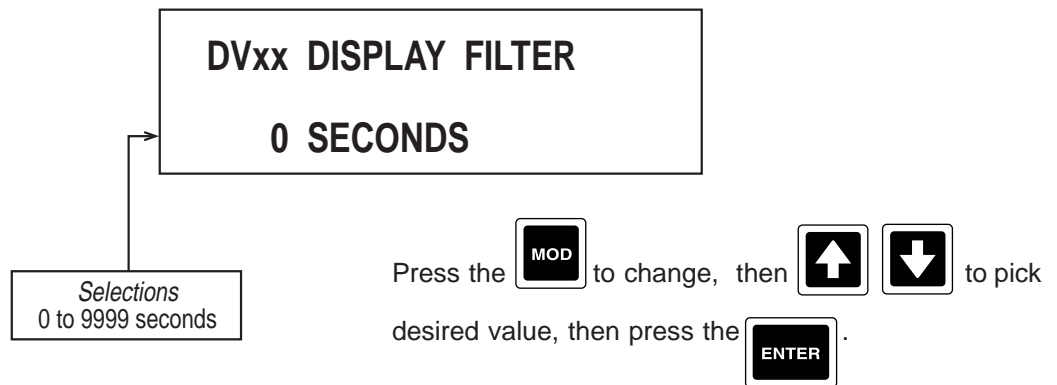 DVxx DISPLAY FILTER
0 SECONDS
Selections
0 to 9999 seconds
Press the MOD to change, then to pick
desired value, then press the ENTER.